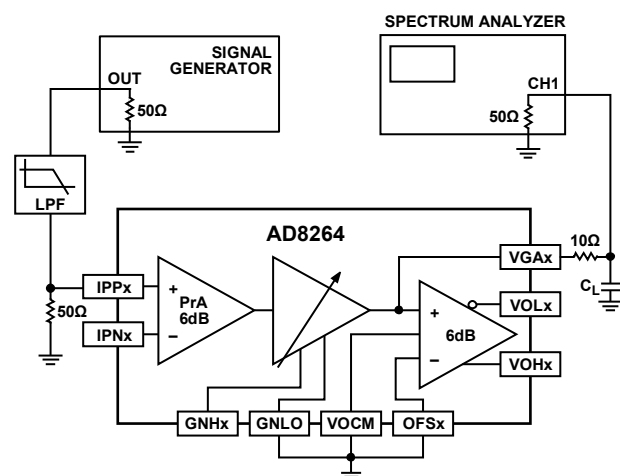 SPECTRUM ANALYZER
SIGNAL
GENERATOR
OUT
50Ω
CH1
50Ω
LPF
AD8264
10Ω
VGAx
CL
IPPx
PrA
6dB
+
−
50Ω
IPNx
+
6dB
−
VOLx
VOHx
GNHx
GNLO
VOCM
OFSx